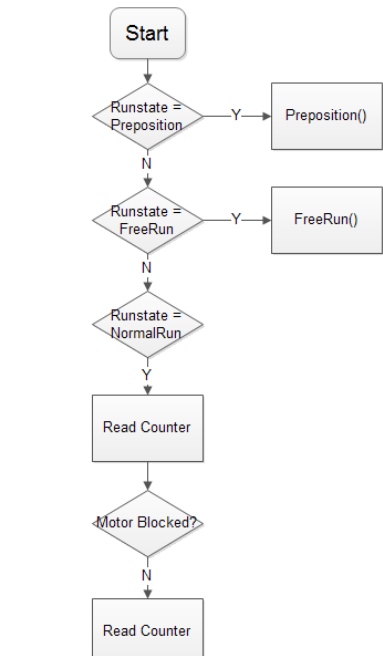 Start
Runstate =
Preposition
Y
Preposition()
N
Runstate =
FreeRun
Y
FreeRun()
N
Runstate =
NormalRun
Y
Read Counter
Motor Blocked?
N
Read Counter